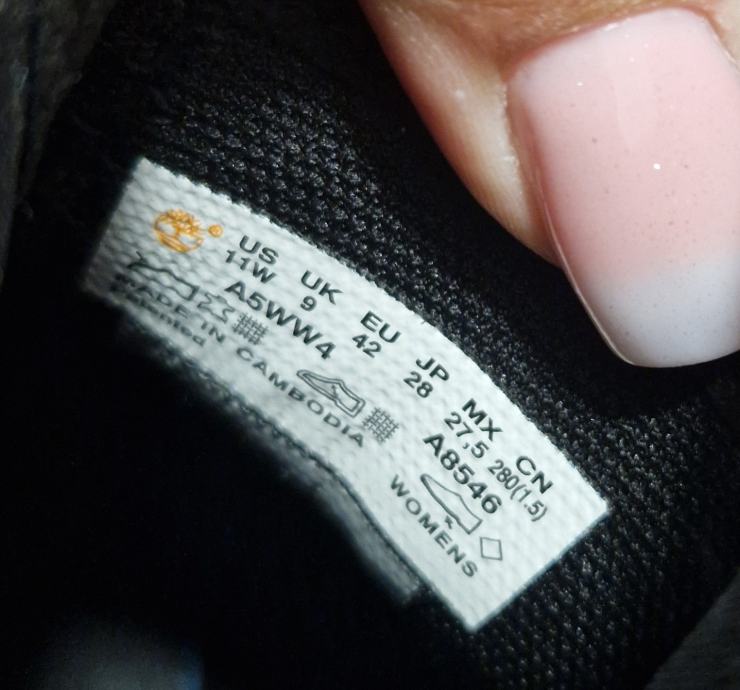 US UK EU JP MX CN
11W 9 42 28 27,5 280(1.5)
A5WW4 A8546
MADE IN CAMBODIA WOMENS
Patented